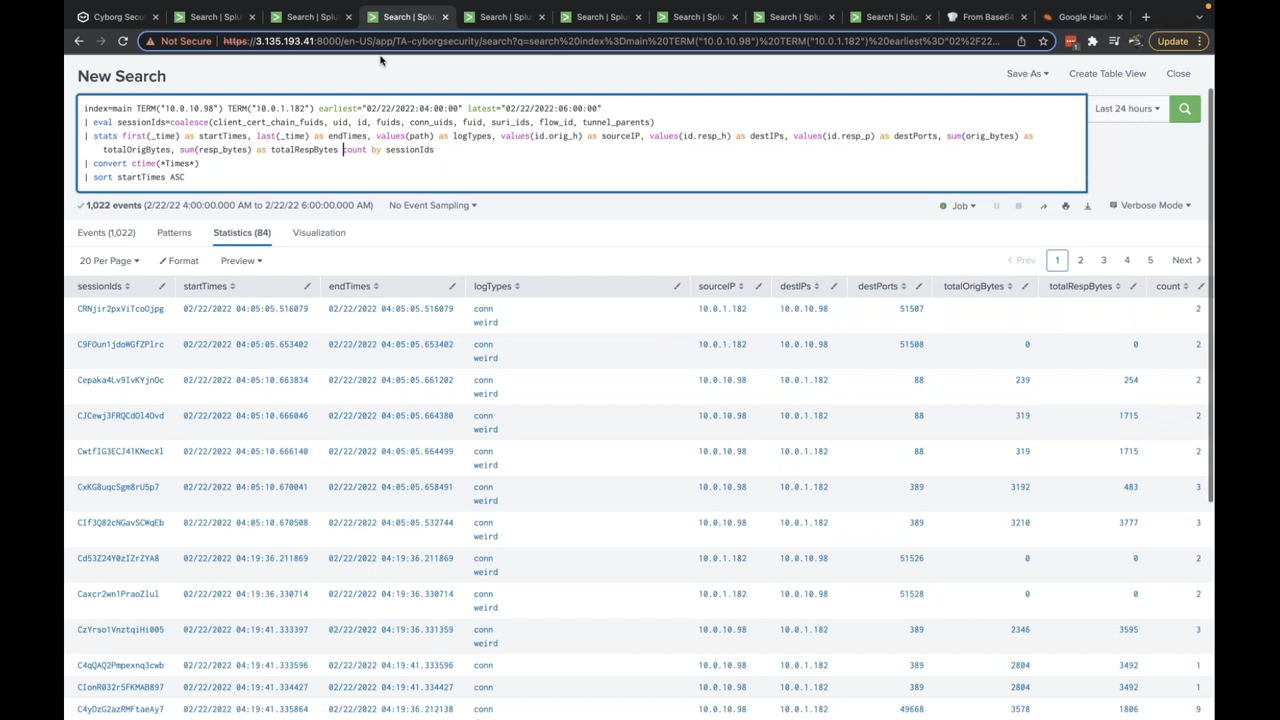 Cyborg Secu
Search | Splu
Search | Splu
Search | Splu
Search | Splu
Search | Splu
Search | Splu
Search | Splu
Search | Splu
From Base64
Google Hack
Not Secure https://3.135.193.41:8000/en-US/app/TA-cyborgsecurity/search?q=search%20index%3Dmain%20TERM("10.0.10.98")%20TERM("10.0.1.182")%20earliest%3D"02%2F22...
Update
New Search
Save As
Create Table View
Close
index=main TERM("10.0.10.98") TERM("10.0.1.182") earliest="02/22/2022:04:00:00" latest="02/22/2022:06:00:00"
| eval sessionIds=coalesce(client_cert_chain_fuids, uid, id, fuids, conn_uids, fuid, suri_ids, flow_id, tunnel_parents)
| stats first(_time) as startTimes, last(_time) as endTimes, values(path) as logTypes, values(id.orig_h) as sourceIP, values(id.resp_h) as destIPs, values(id.resp_p) as destPorts, sum(orig_bytes) as
totalOrigBytes, sum(resp_bytes) as totalRespBytes count by sessionIds
| convert ctime(*Times*)
| sort startTimes ASC
Last 24 hours
✓ 1,022 events (2/22/22 4:00:00.000 AM to 2/22/22 6:00:00.000 AM)
No Event Sampling
Job
Verbose Mode
Events (1,022)
Patterns
Statistics (84)
Visualization
20 Per Page
Format
Preview
< Prev 1 2 3 4 5 Next >
sessionIds startTimes endTimes logTypes sourceIP destIPs destPorts totalOrigBytes totalRespBytes count
CRNjir2pxViTcoOjpg 02/22/2022 04:05:05.516079 02/22/2022 04:05:05.516079 conn 10.0.1.182 10.0.10.98 51507 2
weird
C9FOun1jdoWGfZPlrc 02/22/2022 04:05:05.653402 02/22/2022 04:05:05.653402 conn 10.0.1.182 10.0.10.98 51508 0 0 2
weird
Cepaka4Lv9IvKYjnOc 02/22/2022 04:05:10.663834 02/22/2022 04:05:05.661202 conn 10.0.10.98 10.0.1.182 88 239 254 2
weird
CJCewj3FRQCdOl4Ovd 02/22/2022 04:05:10.666046 02/22/2022 04:05:05.664380 conn 10.0.10.98 10.0.1.182 88 319 1715 2
weird
CwtfIG3ECJ41KNecXl 02/22/2022 04:05:10.666140 02/22/2022 04:05:05.664499 conn 10.0.10.98 10.0.1.182 88 319 1715 2
weird
CxKG8uqcSgm8rU5p7 02/22/2022 04:05:10.670041 02/22/2022 04:05:05.658491 conn 10.0.10.98 10.0.1.182 389 3192 483 3
weird
CIf3Q82cNGavSCWqEb 02/22/2022 04:05:10.670508 02/22/2022 04:05:05.532744 conn 10.0.10.98 10.0.1.182 389 3210 3777 3
weird
Cd53Z24Y0zIZrZYA8 02/22/2022 04:19:36.211869 02/22/2022 04:19:36.211869 conn 10.0.1.182 10.0.10.98 51526 0 0 2
weird
Caxcr2wn1PraoZlul 02/22/2022 04:19:36.330714 02/22/2022 04:19:36.330714 conn 10.0.1.182 10.0.10.98 51528 0 0 2
weird
CzYrso1VnztqiHi005 02/22/2022 04:19:41.333397 02/22/2022 04:19:36.331359 conn 10.0.10.98 10.0.1.182 389 2346 3595 3
weird
C4qQAQ2Pmpexnq3cwb 02/22/2022 04:19:41.333596 02/22/2022 04:19:41.333596 conn 10.0.10.98 10.0.1.182 389 2804 3492 1
CIonR032r5FKMAB897 02/22/2022 04:19:41.334427 02/22/2022 04:19:41.334427 conn 10.0.10.98 10.0.1.182 389 2804 3492 1
C4yDzG2azRMFtaeAy7 02/22/2022 04:19:41.335864 02/22/2022 04:19:36.212138 conn 10.0.10.98 10.0.1.182 49668 3578 1806 9